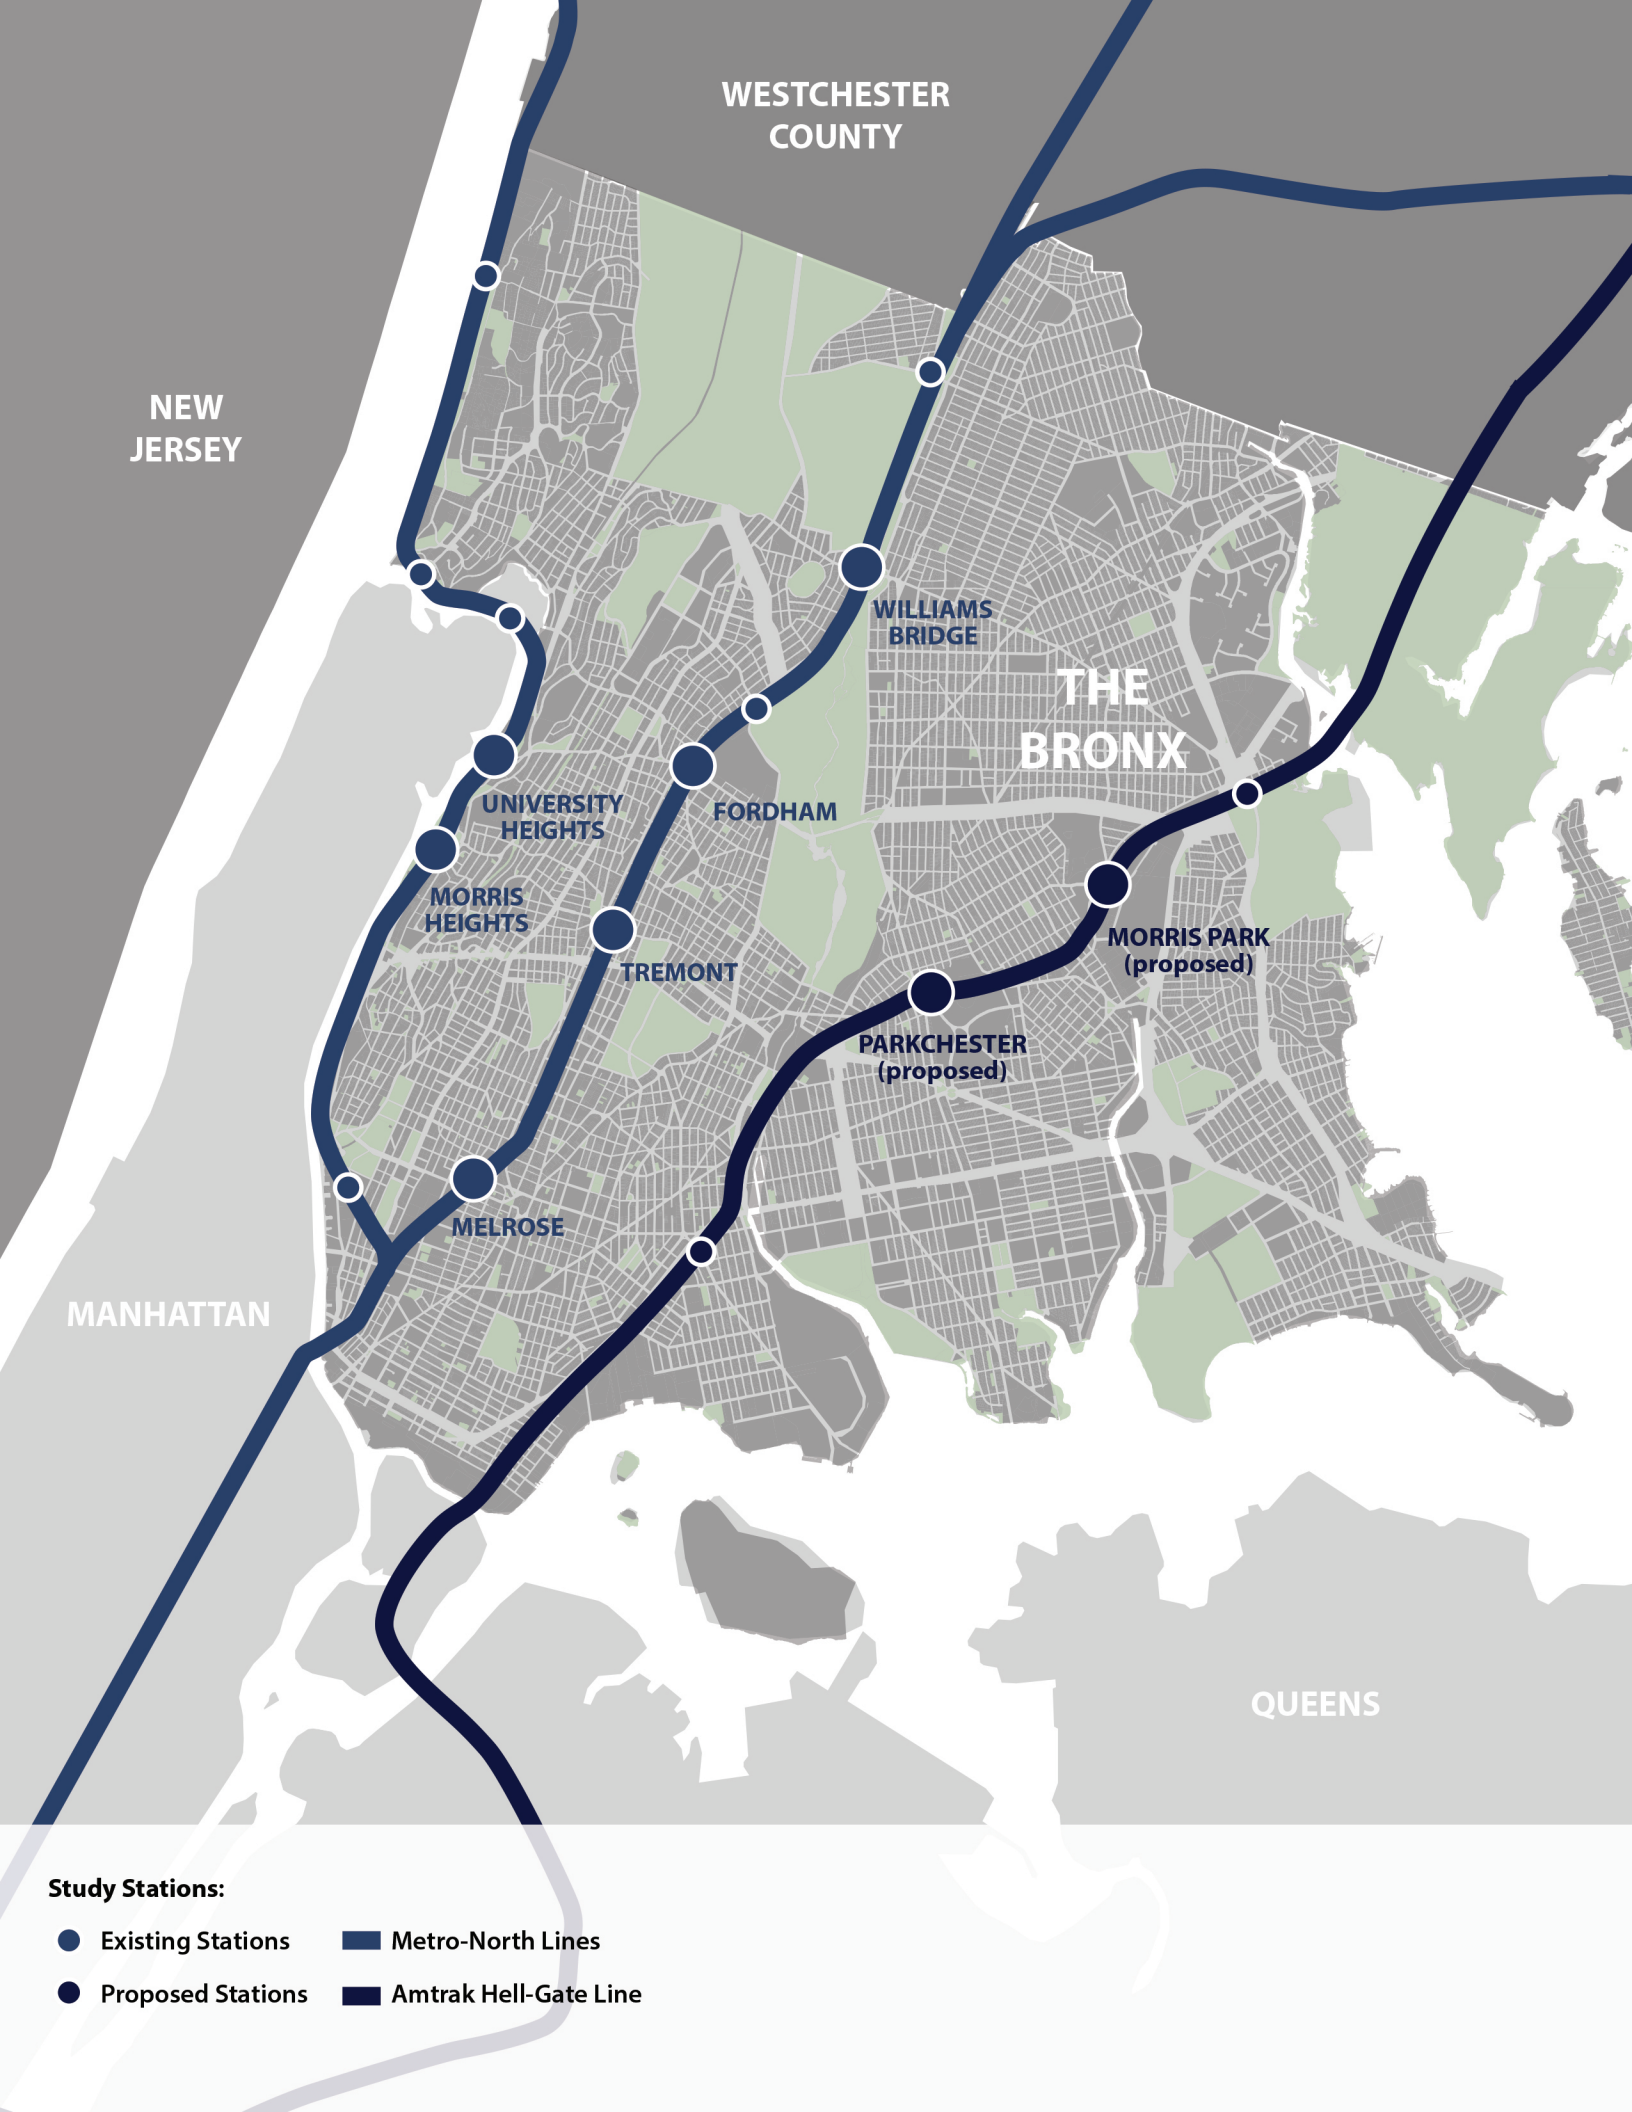 WESTCHESTER
COUNTY
NEW
JERSEY
WILLIAMS
BRIDGE
THE
BRONX
UNIVERSITY
HEIGHTS
FORDHAM
MORRIS
HEIGHTS
MORRIS PARK
(proposed)
TREMONT
PARKCHESTER
(proposed)
MELROSE
MANHATTAN
QUEENS
Study Stations:
Existing Stations
Metro-North Lines
Proposed Stations
Amtrak Hell-Gate Line